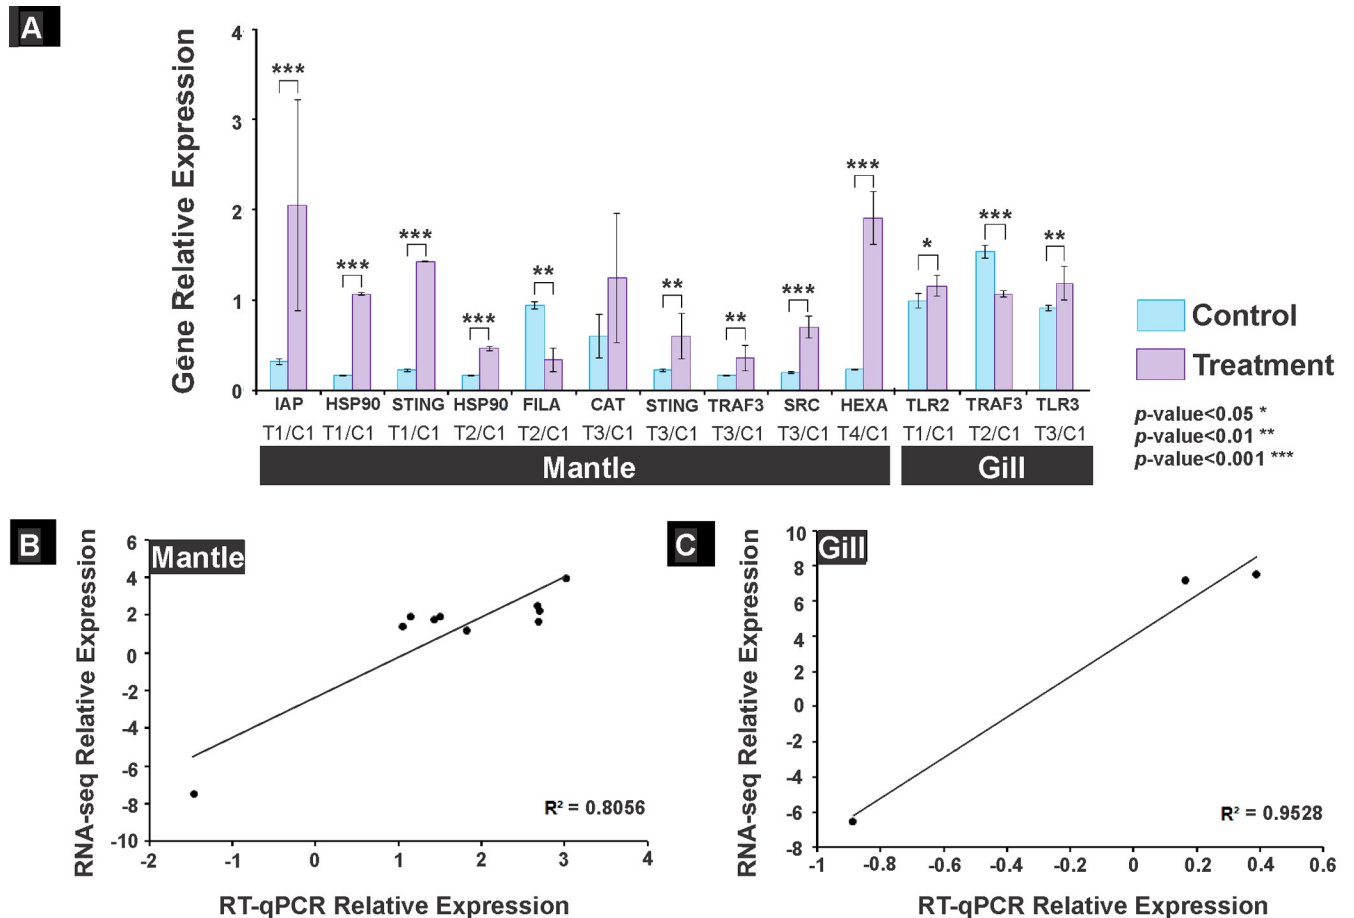 A
Gene Relative Expression
4
3
2
1
0
*** *** *** *** ** ** ** *** *** * *** **
IAP HSP90 STING HSP90 FILA CAT STING TRAF3 SRC HEXA TLR2 TRAF3 TLR3
T1/C1 T1/C1 T1/C1 T2/C1 T2/C1 T3/C1 T3/C1 T3/C1 T3/C1 T4/C1 T1/C1 T2/C1 T3/C1
Mantle Gill
Control
Treatment
p-value<0.05 *
p-value<0.01 **
p-value<0.001 ***
B
Mantle
RNA-seq Relative Expression
6
4
2
0
-2
-4
-6
-8
-10
R² = 0.8056
-2 -1 0 1 2 3 4
RT-qPCR Relative Expression
C
Gill
RNA-seq Relative Expression
10
8
6
4
2
0
-2
-4
-6
-8
R² = 0.9528
-1 -0.8 -0.6 -0.4 -0.2 0 0.2 0.4 0.6
RT-qPCR Relative Expression